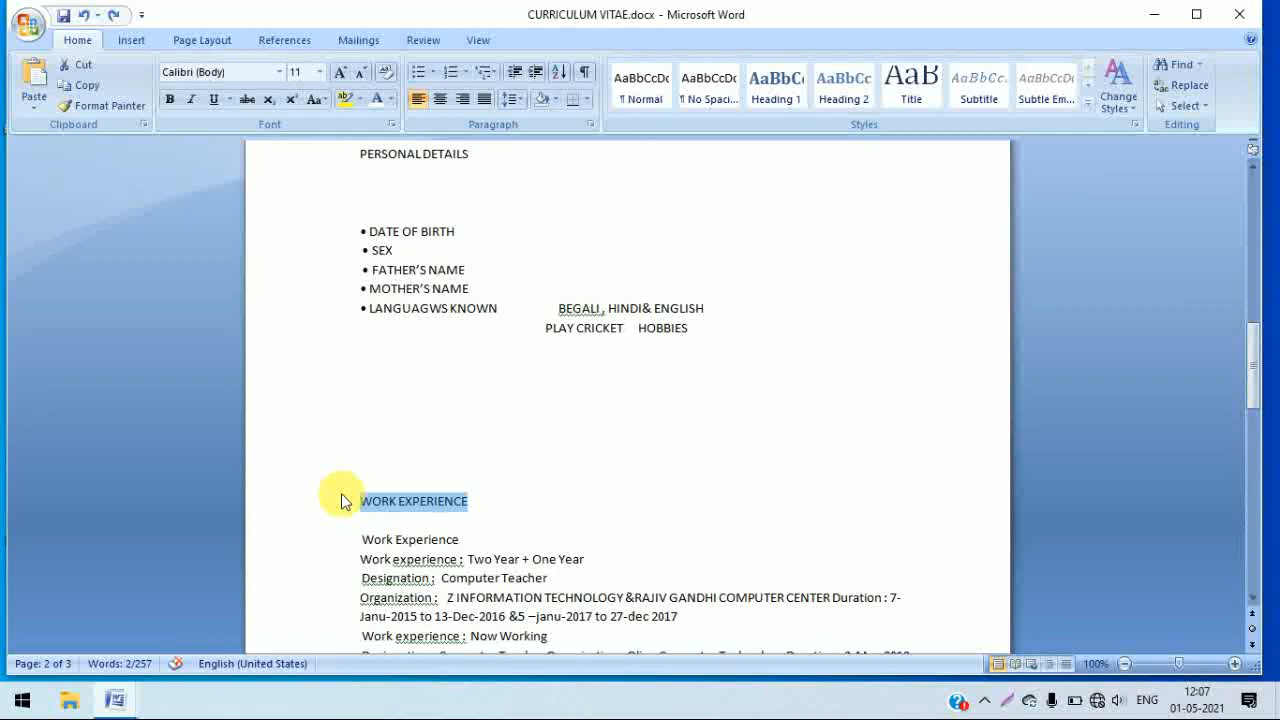 CURRICULUM VITAE.docx - Microsoft Word
Home Insert Page Layout References Mailings Review View
Paste Cut Copy Format Painter
Calibri (Body) 11
B I U abc X₂ X² Aa ab A
AaBbCcDc AaBbCcDc AaBbC AaBbCc AaB AaBbCc. AaBbCcDc
¶ Normal ¶ No Spaci... Heading 1 Heading 2 Title Subtitle Subtle Em...
Change Styles
Find Replace Select
Clipboard Font Paragraph Styles Editing
PERSONAL DETAILS
• DATE OF BIRTH
• SEX
• FATHER'S NAME
• MOTHER'S NAME
• LANGUAGWS KNOWN BEGALI , HINDI& ENGLISH
PLAY CRICKET HOBBIES
WORK EXPERIENCE
Work Experience
Work experience : Two Year + One Year
Designation : Computer Teacher
Organization : Z INFORMATION TECHNOLOGY &RAJIV GANDHI COMPUTER CENTER Duration : 7-
Janu-2015 to 13-Dec-2016 &5 –janu-2017 to 27-dec 2017
Work experience : Now Working
Page: 2 of 3 Words: 2/257 English (United States) 100%
ENG 12:07
01-05-2021